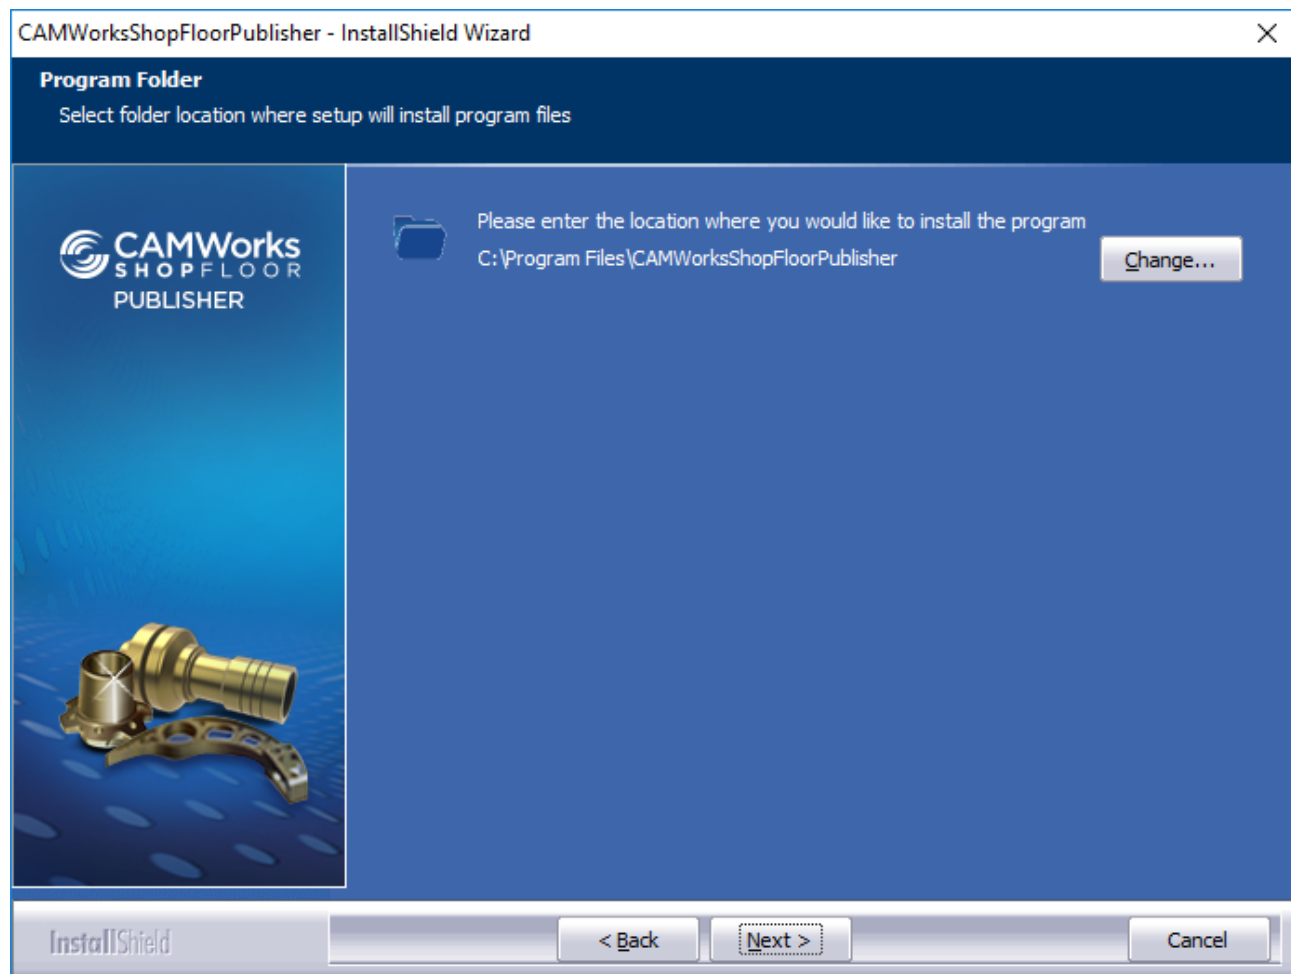 CAMWorksShopFloorPublisher - InstallShield Wizard
Program Folder
Select folder location where setup will install program files
CAMWorks
SHOPFLOOR
PUBLISHER
Please enter the location where you would like to install the program
C:\Program Files\CAMWorksShopFloorPublisher
Change...
InstallShield
< Back
Next >
Cancel